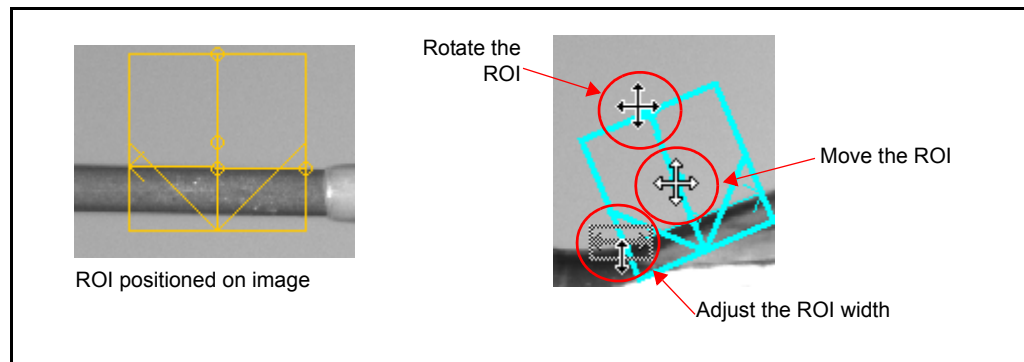 Rotate the
ROI
Move the ROI
ROI positioned on image
Adjust the ROI width